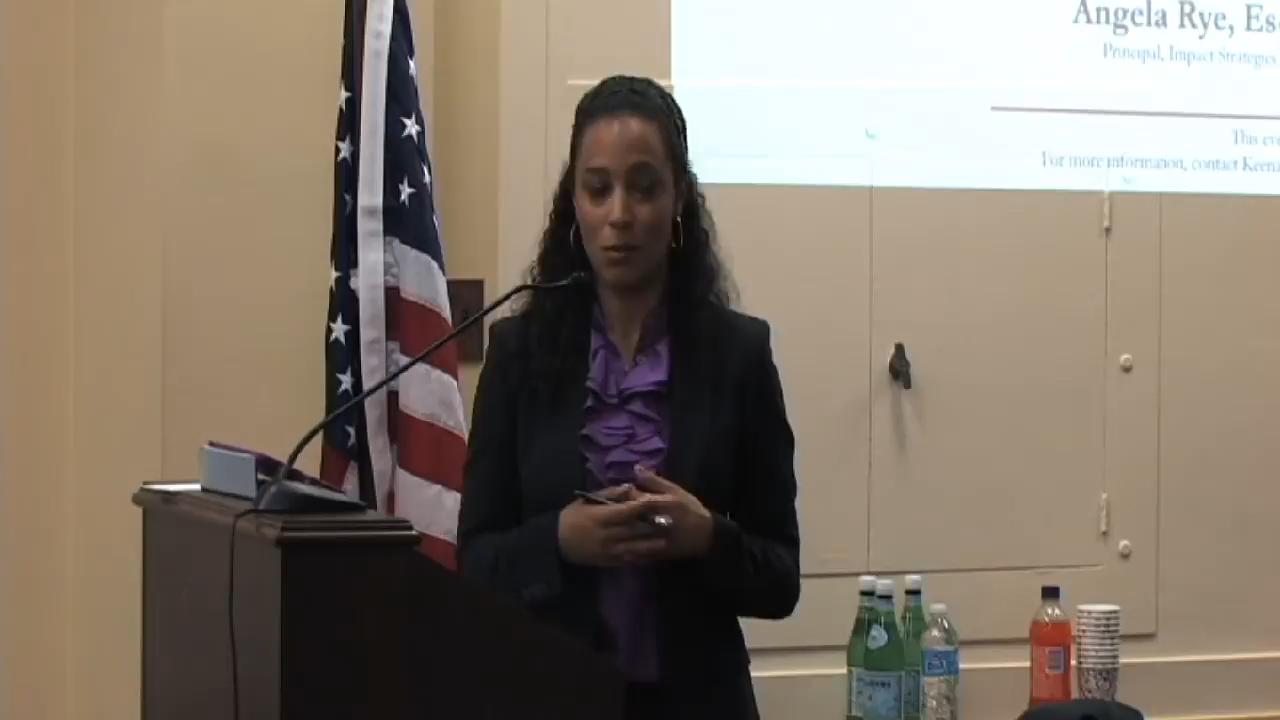 Angela Rye, Es
Principal, Impact Strategies
This eve
For more information, contact Keena